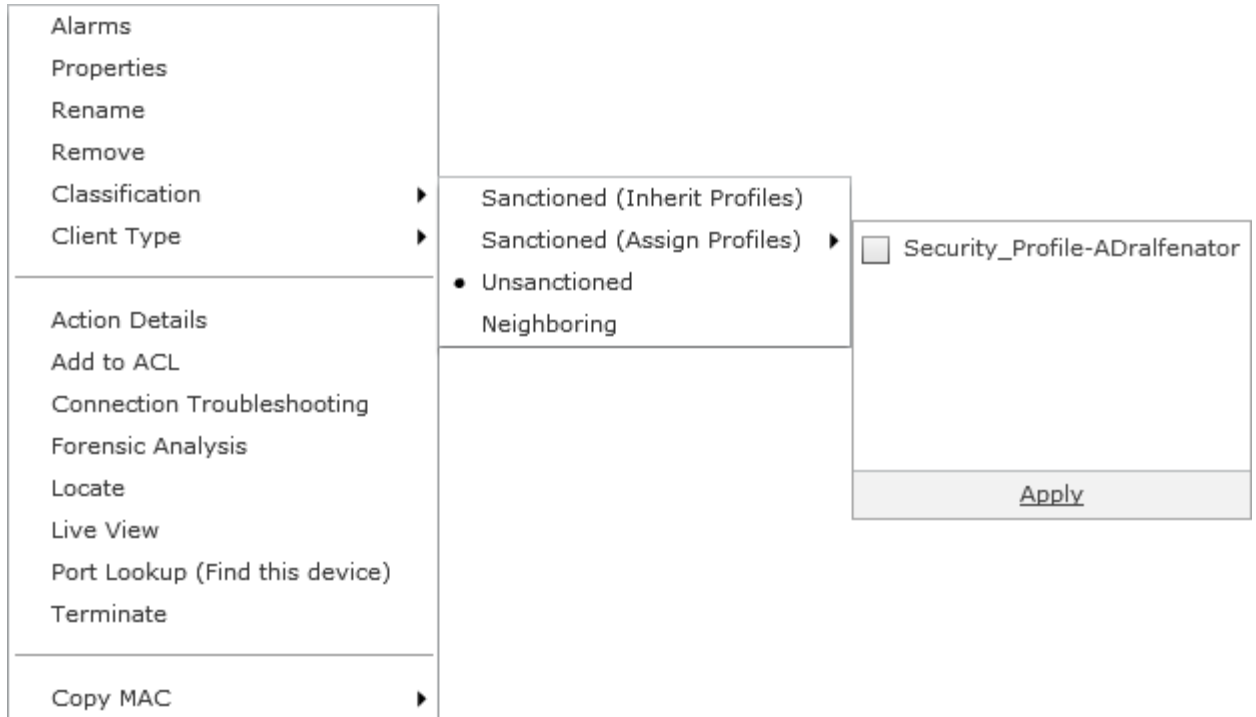 Alarms
Properties
Rename
Remove
Classification
Client Type
Action Details
Add to ACL
Connection Troubleshooting
Forensic Analysis
Locate
Live View
Port Lookup (Find this device)
Terminate
Copy MAC
Sanctioned (Inherit Profiles)
Sanctioned (Assign Profiles)
Unsanctioned
Neighboring
Security_Profile-ADralfenator
Apply